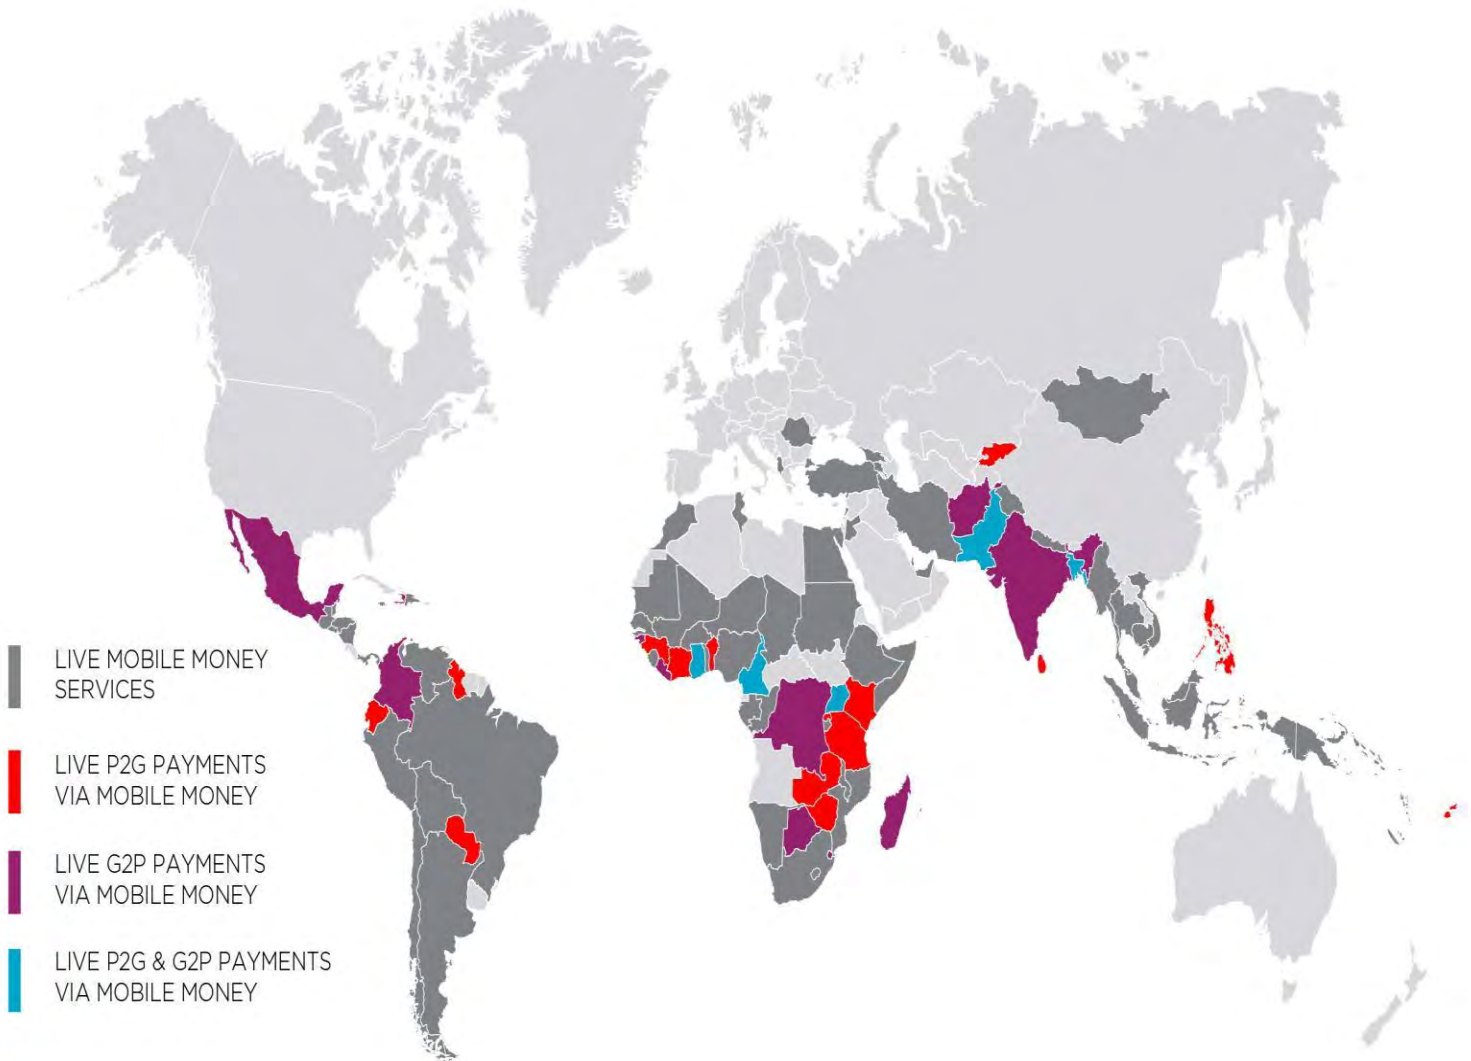 LIVE MOBILE MONEY
SERVICES
LIVE P2G PAYMENTS
VIA MOBILE MONEY
LIVE G2P PAYMENTS
VIA MOBILE MONEY
LIVE P2G & G2P PAYMENTS
VIA MOBILE MONEY